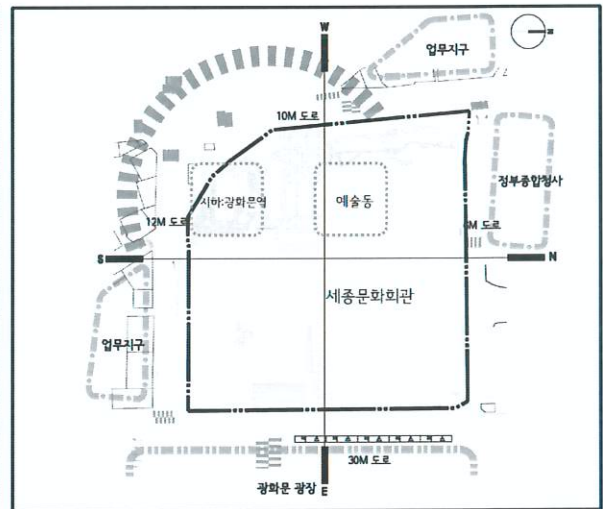 W
업무지구
10M 도로
정부종합청사
지하:광화문역
예술동
12M 도로
6M 도로
S
N
세종문화회관
업무지구
30M 도로
광화문 광장
E